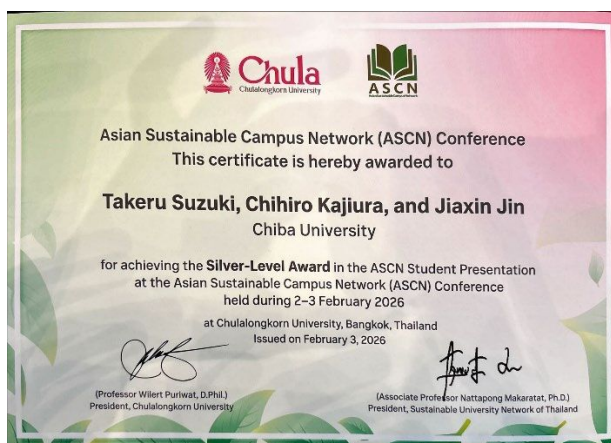 Chula
Chulalongkorn University
ASCN
Asian Sustainable Campus Network (ASCN) Conference
This certificate is hereby awarded to
Takeru Suzuki, Chihiro Kajiura, and Jiaxin Jin
Chiba University
for achieving the Silver-Level Award in the ASCN Student Presentation
at the Asian Sustainable Campus Network (ASCN) Conference
held during 2–3 February 2026
at Chulalongkorn University, Bangkok, Thailand
Issued on February 3, 2026
(Professor Wilert Puriwat, D.Phil.)
President, Chulalongkorn University
(Associate Professor Nattapong Makaratat, Ph.D.)
President, Sustainable University Network of Thailand